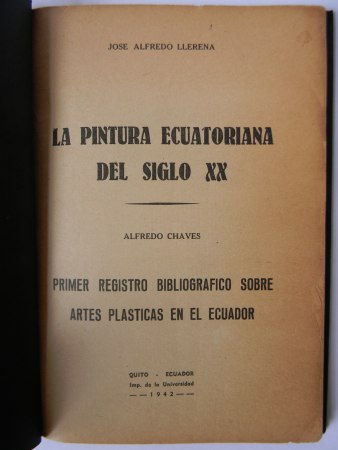 JOSE ALFREDO LLERENA
LA PINTURA ECUATORIANA
DEL SIGLO XX
ALFREDO CHAVES
PRIMER REGISTRO BIBLIOGRAFICO SOBRE
ARTES PLASTICAS EN EL ECUADOR
QUITO - ECUADOR
Imp. de la Universidad
— — 1942 — —